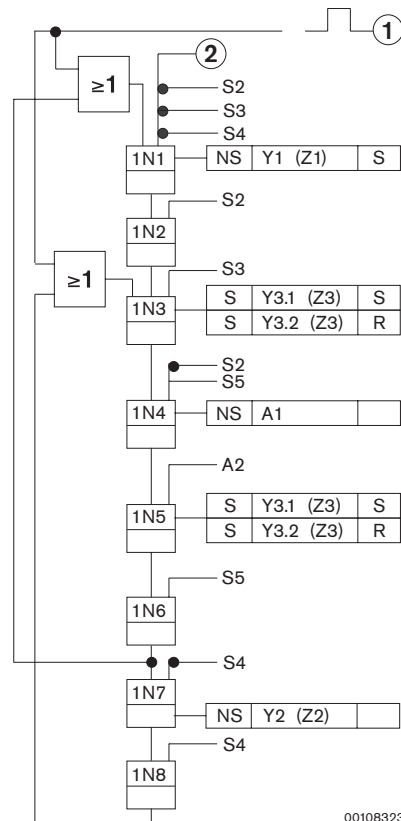 1
2
≥1
S2
S3
S4
1N1 NS Y1 (Z1) S
S2
1N2
S3
≥1
1N3 S Y3.1 (Z3) S
S Y3.2 (Z3) R
S2
S5
1N4 NS A1
A2
1N5 S Y3.1 (Z3) S
S Y3.2 (Z3) R
S5
1N6
S4
1N7
NS Y2 (Z2)
S4
1N8
00108323